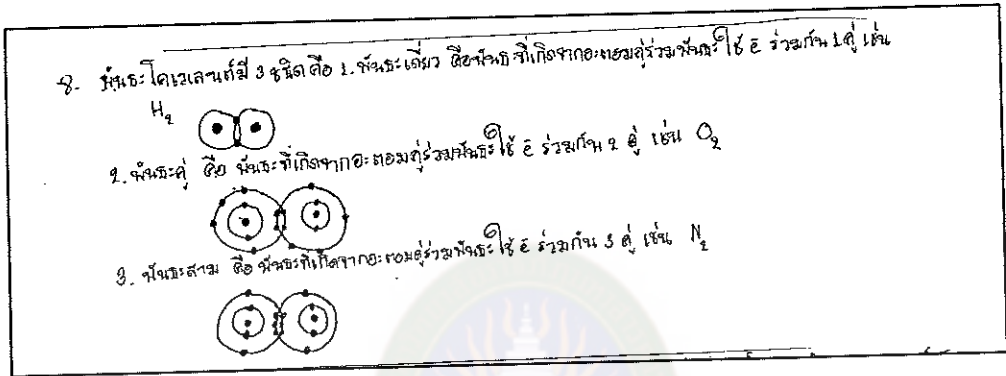 8. พันธะโคเวเลนต์มี 3 ชนิด คือ 1. พันธะเดี่ยว คือพันธะที่เกิดจากอะตอมคู่ร่วมพันธะใช้ ē ร่วมกัน 1 คู่ เช่น
H₂
2. พันธะคู่ คือ พันธะที่เกิดจากอะตอมคู่ร่วมพันธะใช้ ē ร่วมกัน 2 คู่ เช่น O₂
3. พันธะสาม คือ พันธะที่เกิดจากอะตอมคู่ร่วมพันธะใช้ ē ร่วมกัน 3 คู่ เช่น N₂